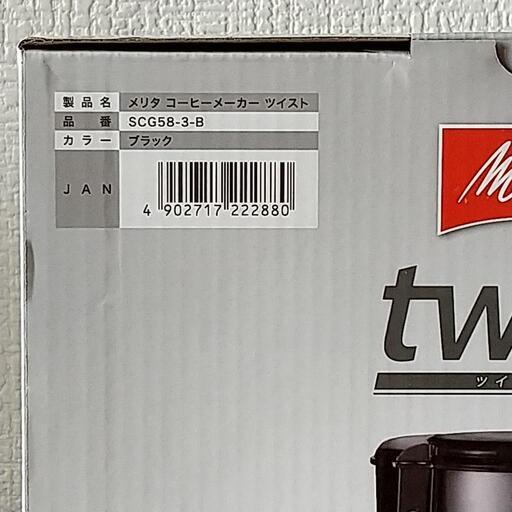 製品名 メリタ コーヒーメーカー ツイスト
品番 SCG58-3-B
カラー ブラック
JAN
4 902717 222880
M
tw
ツイ